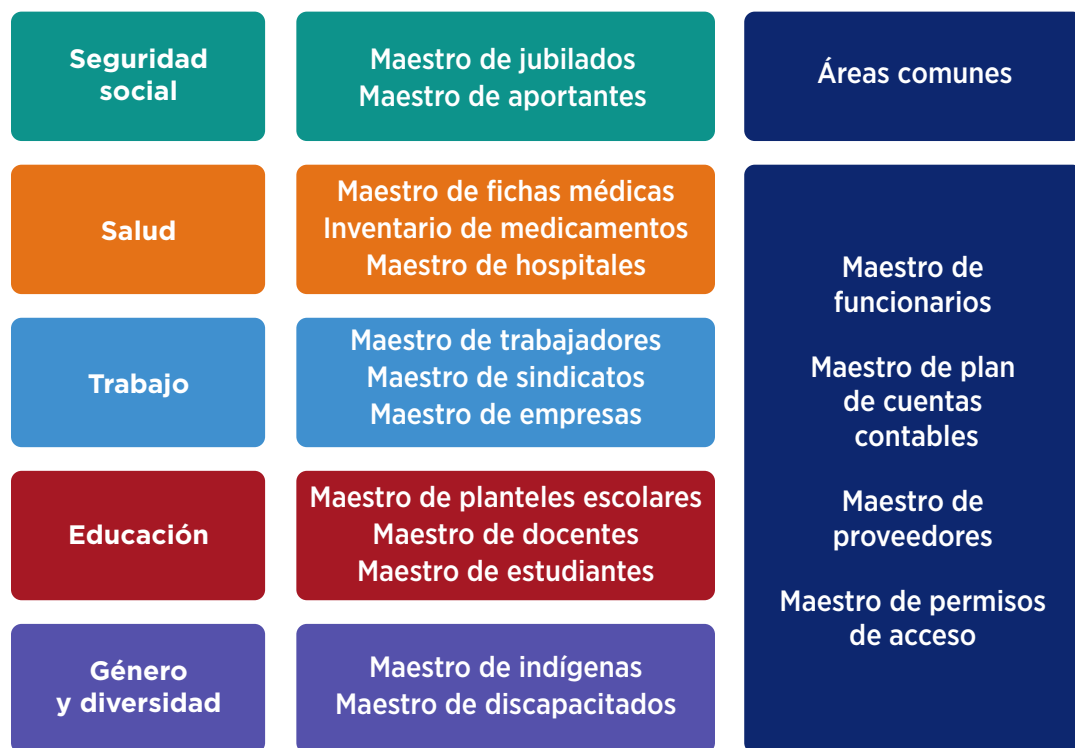 Seguridad
social
Maestro de jubilados
Maestro de aportantes
Áreas comunes
Salud
Maestro de fichas médicas
Inventario de medicamentos
Maestro de hospitales
Trabajo
Maestro de trabajadores
Maestro de sindicatos
Maestro de empresas
Educación
Maestro de planteles escolares
Maestro de docentes
Maestro de estudiantes
Género
y diversidad
Maestro de indígenas
Maestro de discapacitados
Maestro de
funcionarios
Maestro de plan
de cuentas
contables
Maestro de
proveedores
Maestro de permisos
de acceso